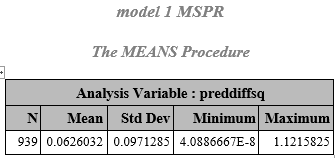 model 1 MSPR
The MEANS Procedure
Analysis Variable : preddiffsq
N Mean Std Dev Minimum Maximum
939 0.0626032 0.0971285 4.0886667E-8 1.1215825